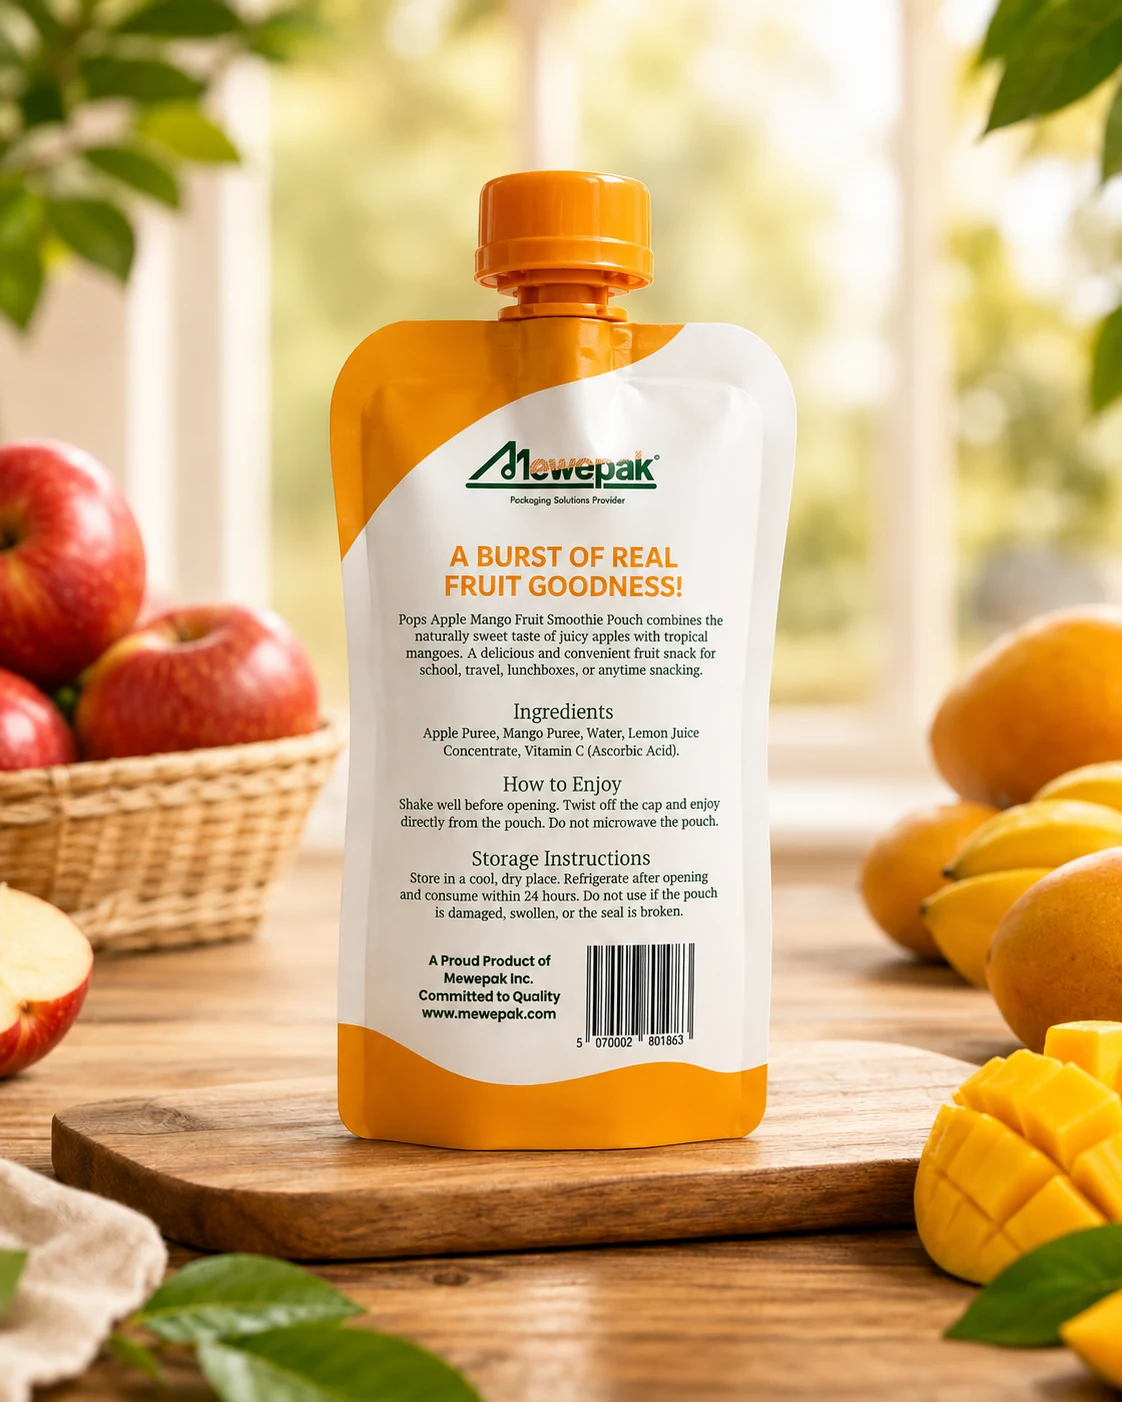 Mewepak®
Packaging Solutions Provider
A BURST OF REAL
FRUIT GOODNESS!
Pops Apple Mango Fruit Smoothie Pouch combines the
naturally sweet taste of juicy apples with tropical
mangoes. A delicious and convenient fruit snack for
school, travel, lunchboxes, or anytime snacking.
Ingredients
Apple Puree, Mango Puree, Water, Lemon Juice
Concentrate, Vitamin C (Ascorbic Acid).
How to Enjoy
Shake well before opening. Twist off the cap and enjoy
directly from the pouch. Do not microwave the pouch.
Storage Instructions
Store in a cool, dry place. Refrigerate after opening
and consume within 24 hours. Do not use if the pouch
is damaged, swollen, or the seal is broken.
A Proud Product of
Mewepak Inc.
Committed to Quality
www.mewepak.com
5 070002 801863